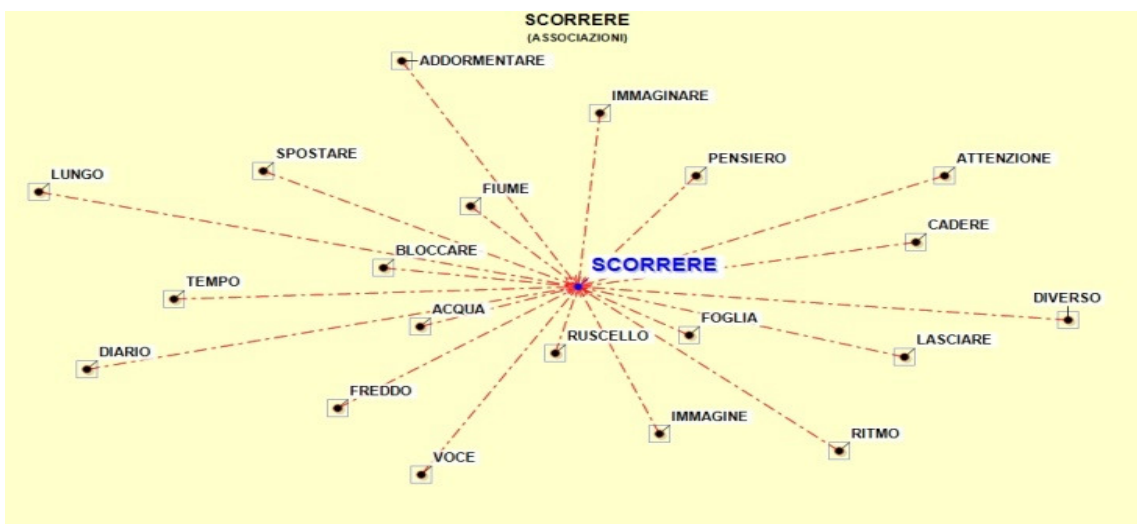 SCORRERE
(ASSOCIAZIONI)
ADDORMENTARE
IMMAGINARE
SPOSTARE
PENSIERO
ATTENZIONE
LUNGO
FIUME
CADERE
BLOCCARE
SCORRERE
TEMPO
DIVERSO
ACQUA
FOGLIA
RUSCELLO
LASCIARE
DIARIO
FREDDO
IMMAGINE
RITMO
VOCE